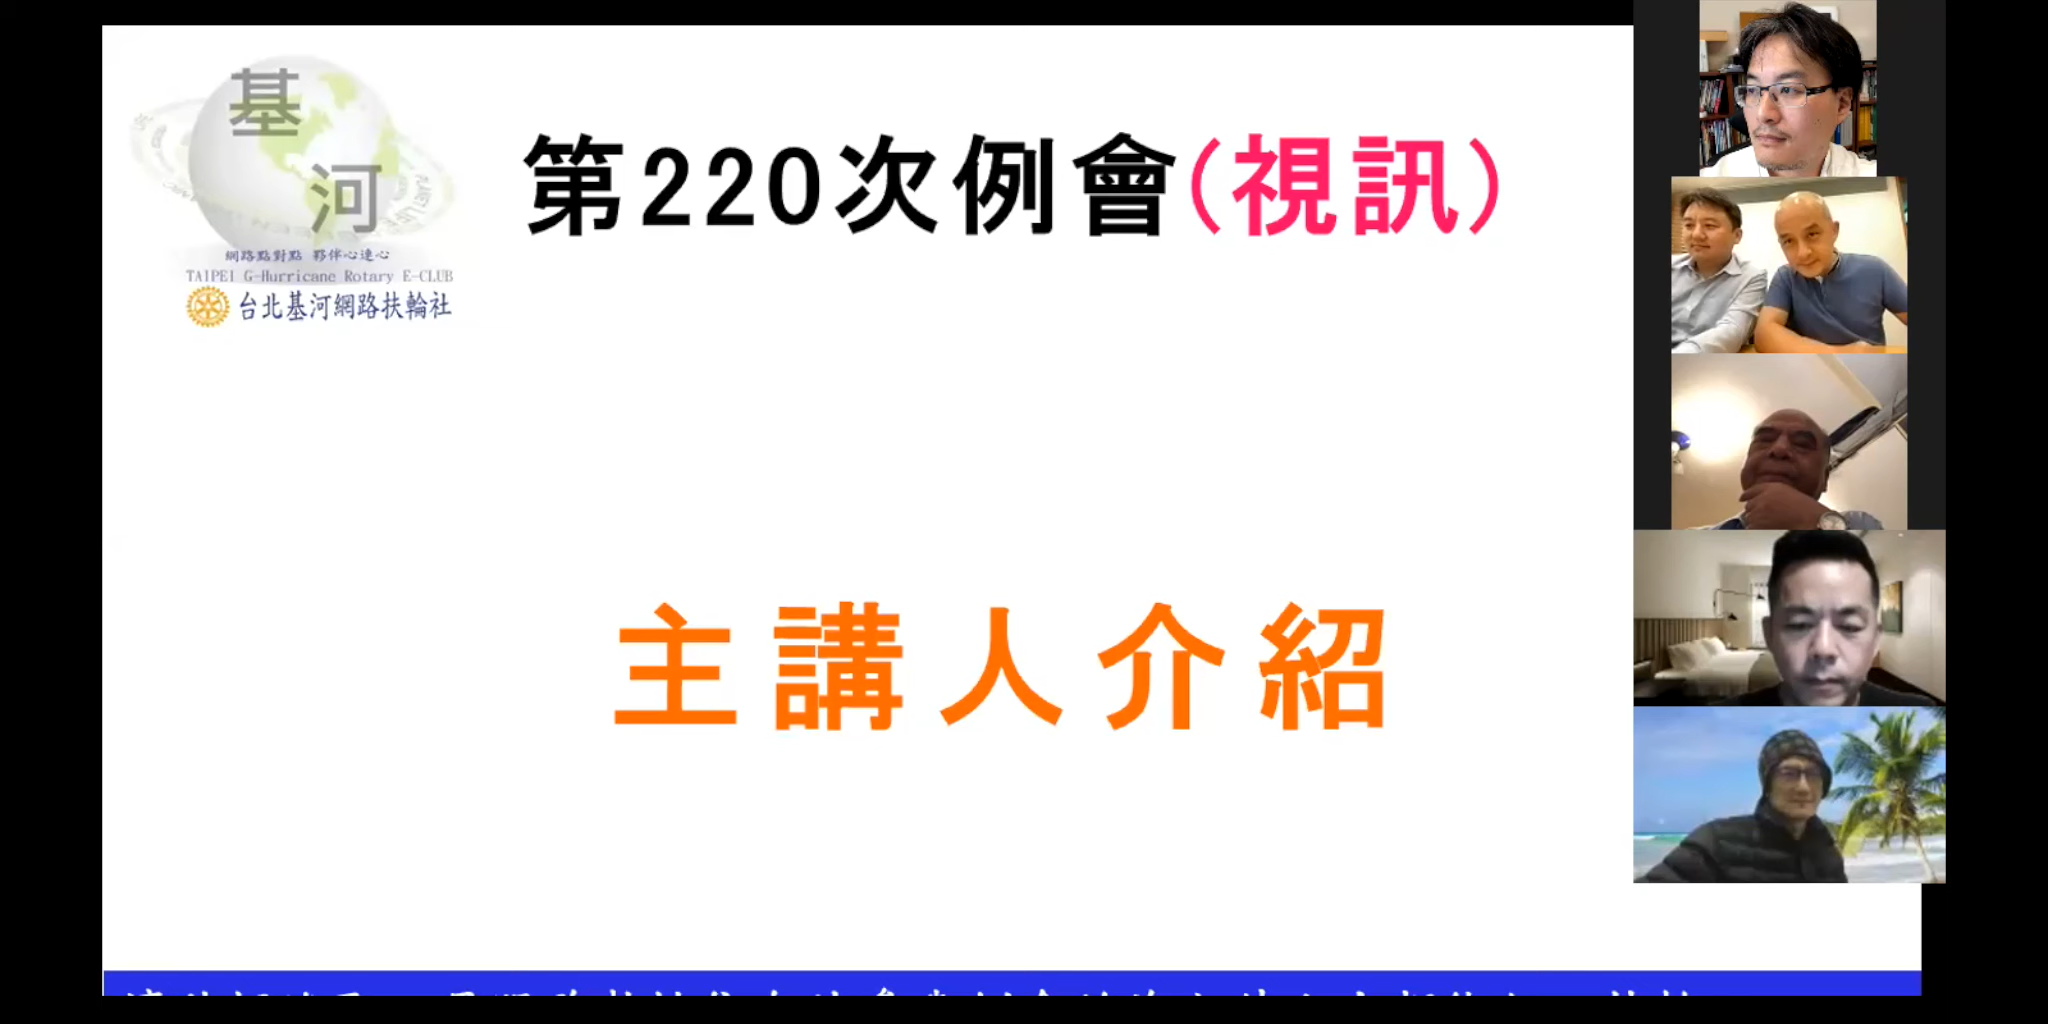 基
河
網路點對點 夥伴心連心
TAIPEI G-Hurricane Rotary E-CLUB
台北基河網路扶輪社
第220次例會(視訊)
主講人介紹